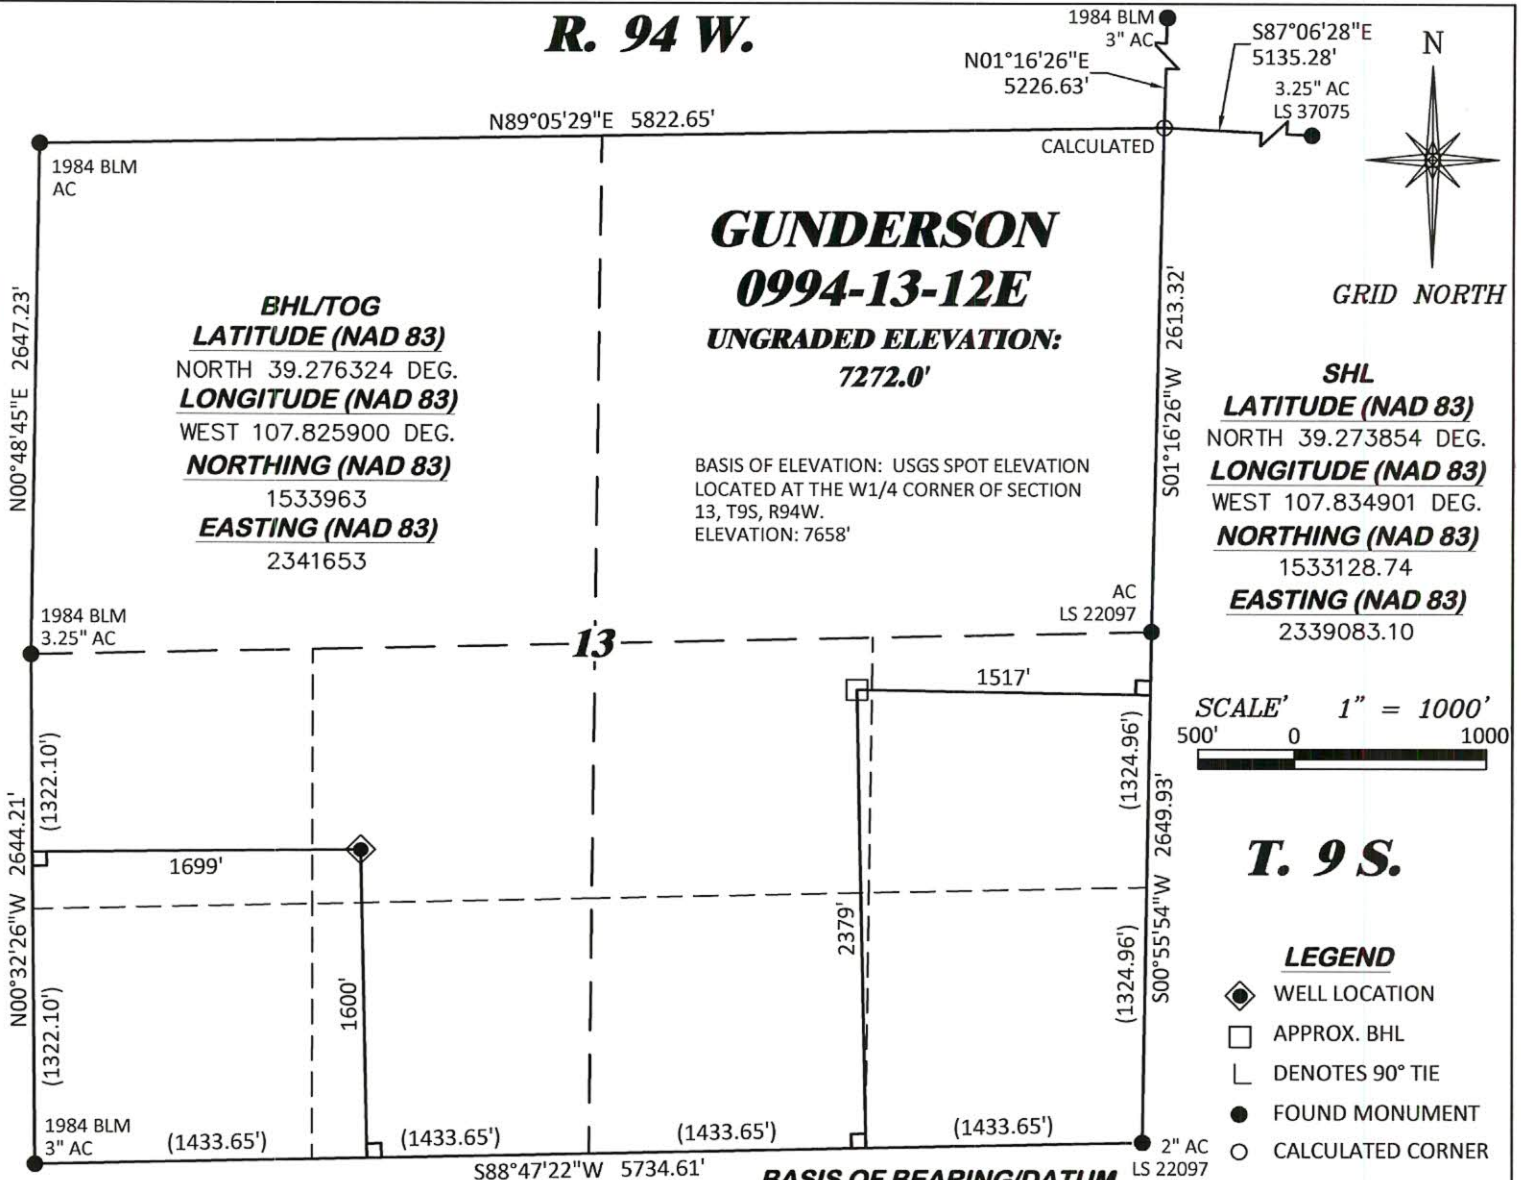 R. 94 W.
1984 BLM
3" AC
N01°16'26"E
5226.63'
S87°06'28"E
5135.28'
3.25" AC
LS 37075
N
GRID NORTH
N89°05'29"E 5822.65'
CALCULATED
1984 BLM
AC
GUNDERSON
0994-13-12E
UNGRADED ELEVATION:
7272.0'
BHL/TOG
LATITUDE (NAD 83)
NORTH 39.276324 DEG.
LONGITUDE (NAD 83)
WEST 107.825900 DEG.
NORTHING (NAD 83)
1533963
EASTING (NAD 83)
2341653
N00°48'45"E 2647.23'
S01°16'26"W 2613.32'
BASIS OF ELEVATION: USGS SPOT ELEVATION
LOCATED AT THE W1/4 CORNER OF SECTION
13, T9S, R94W.
ELEVATION: 7658'
SHL
LATITUDE (NAD 83)
NORTH 39.273854 DEG.
LONGITUDE (NAD 83)
WEST 107.834901 DEG.
NORTHING (NAD 83)
1533128.74
EASTING (NAD 83)
2339083.10
AC
LS 22097
1984 BLM
3.25" AC
13
1517'
SCALE' 1" = 1000'
500' 0 1000
(1322.10')
(1324.96')
N00°32'26"W 2644.21'
S00°55'54"W 2649.93'
1699'
1600'
2379'
(1322.10')
(1324.96')
T. 9 S.
LEGEND
WELL LOCATION
APPROX. BHL
DENOTES 90° TIE
FOUND MONUMENT
CALCULATED CORNER
1984 BLM
3" AC
(1433.65')
(1433.65')
(1433.65')
(1433.65')
2" AC
LS 22097
S88°47'22"W 5734.61'
BASIS OF BEARING/DATUM